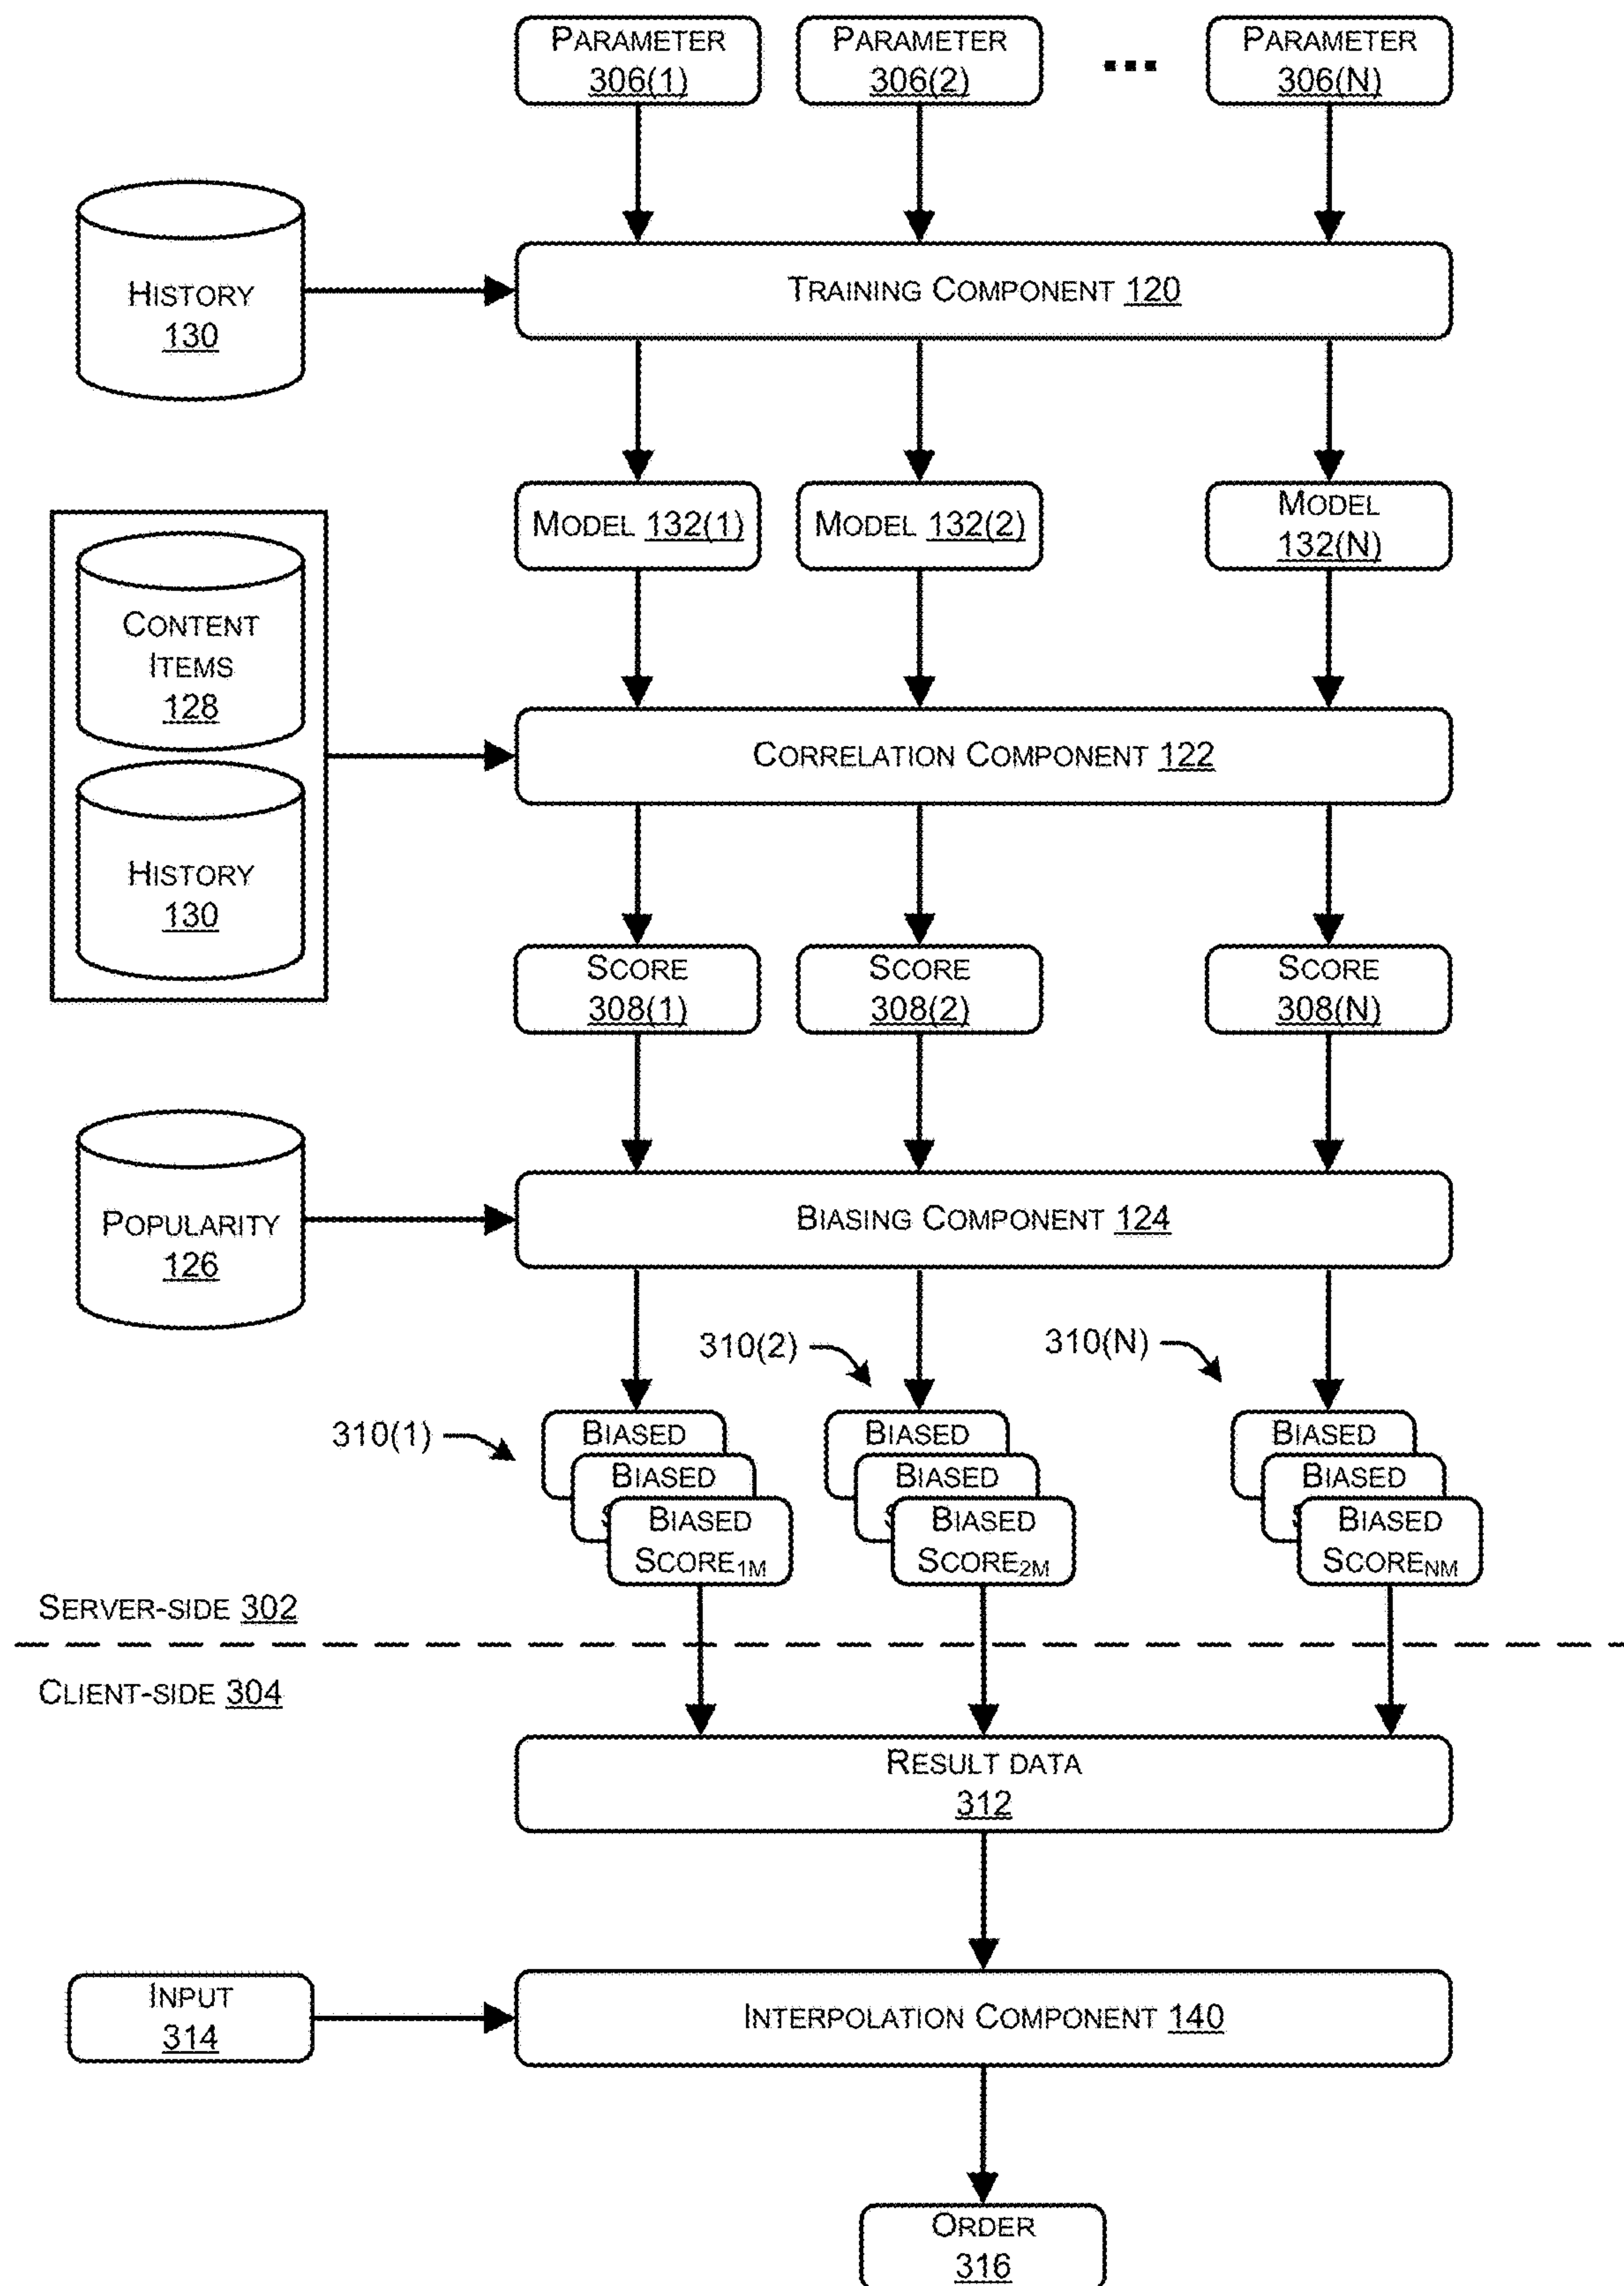 PARAMETER
306(1)
PARAMETER
306(2)
...
PARAMETER
306(N)
HISTORY
130
TRAINING COMPONENT 120
MODEL 132(1)
MODEL 132(2)
MODEL
132(N)
CONTENT
ITEMS
128
HISTORY
130
CORRELATION COMPONENT 122
SCORE
308(1)
SCORE
308(2)
SCORE
308(N)
POPULARITY
126
BIASING COMPONENT 124
310(1)
310(2)
310(N)
BIASED
BIASED
BIASED
SCORE1M
BIASED
BIASED
BIASED
SCORE2M
BIASED
BIASED
BIASED
SCORENM
SERVER-SIDE 302
CLIENT-SIDE 304
RESULT DATA
312
INPUT
314
INTERPOLATION COMPONENT 140
ORDER
316